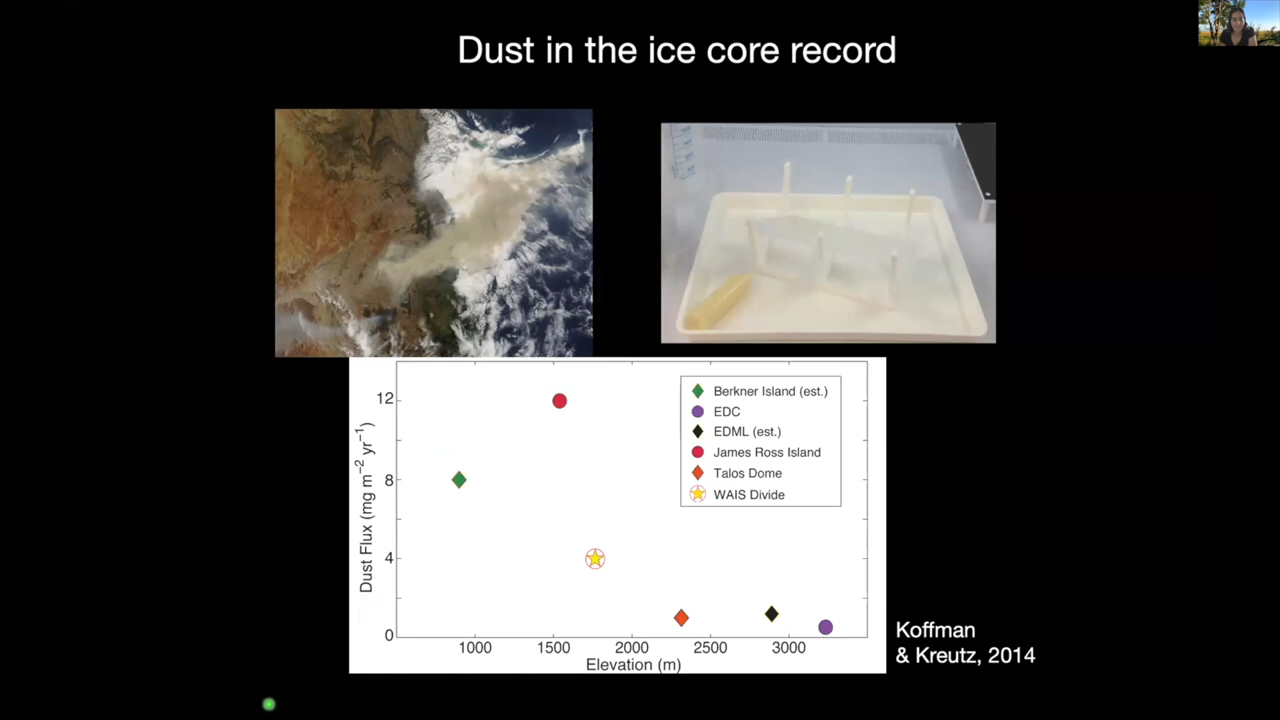 Dust in the ice core record
12
8
4
0
Dust Flux (mg m⁻² yr⁻¹)
1000 1500 2000 2500 3000
Elevation (m)
Berkner Island (est.)
EDC
EDML (est.)
James Ross Island
Talos Dome
WAIS Divide
Koffman
& Kreutz, 2014